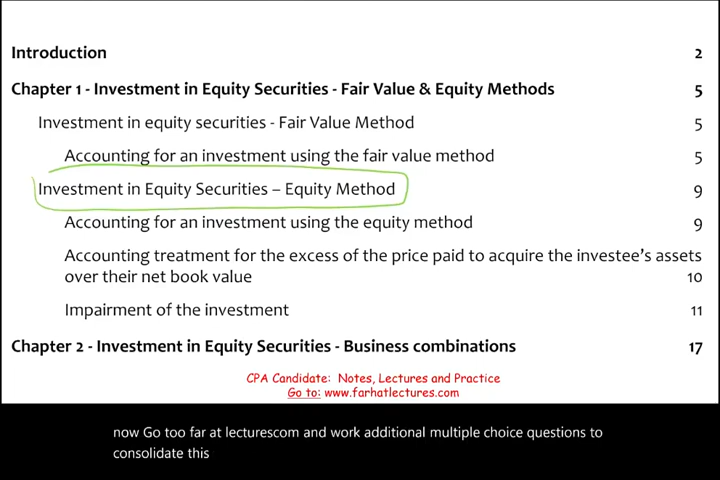 Introduction 2
Chapter 1 - Investment in Equity Securities - Fair Value & Equity Methods 5
Investment in equity securities - Fair Value Method 5
Accounting for an investment using the fair value method 5
Investment in Equity Securities – Equity Method 9
Accounting for an investment using the equity method 9
Accounting treatment for the excess of the price paid to acquire the investee's assets
over their net book value 10
Impairment of the investment 11
Chapter 2 - Investment in Equity Securities - Business combinations 17
CPA Candidate: Notes, Lectures and Practice
Go to: www.farhatlectures.com
now Go too far at lecturescom and work additional multiple choice questions to
consolidate this